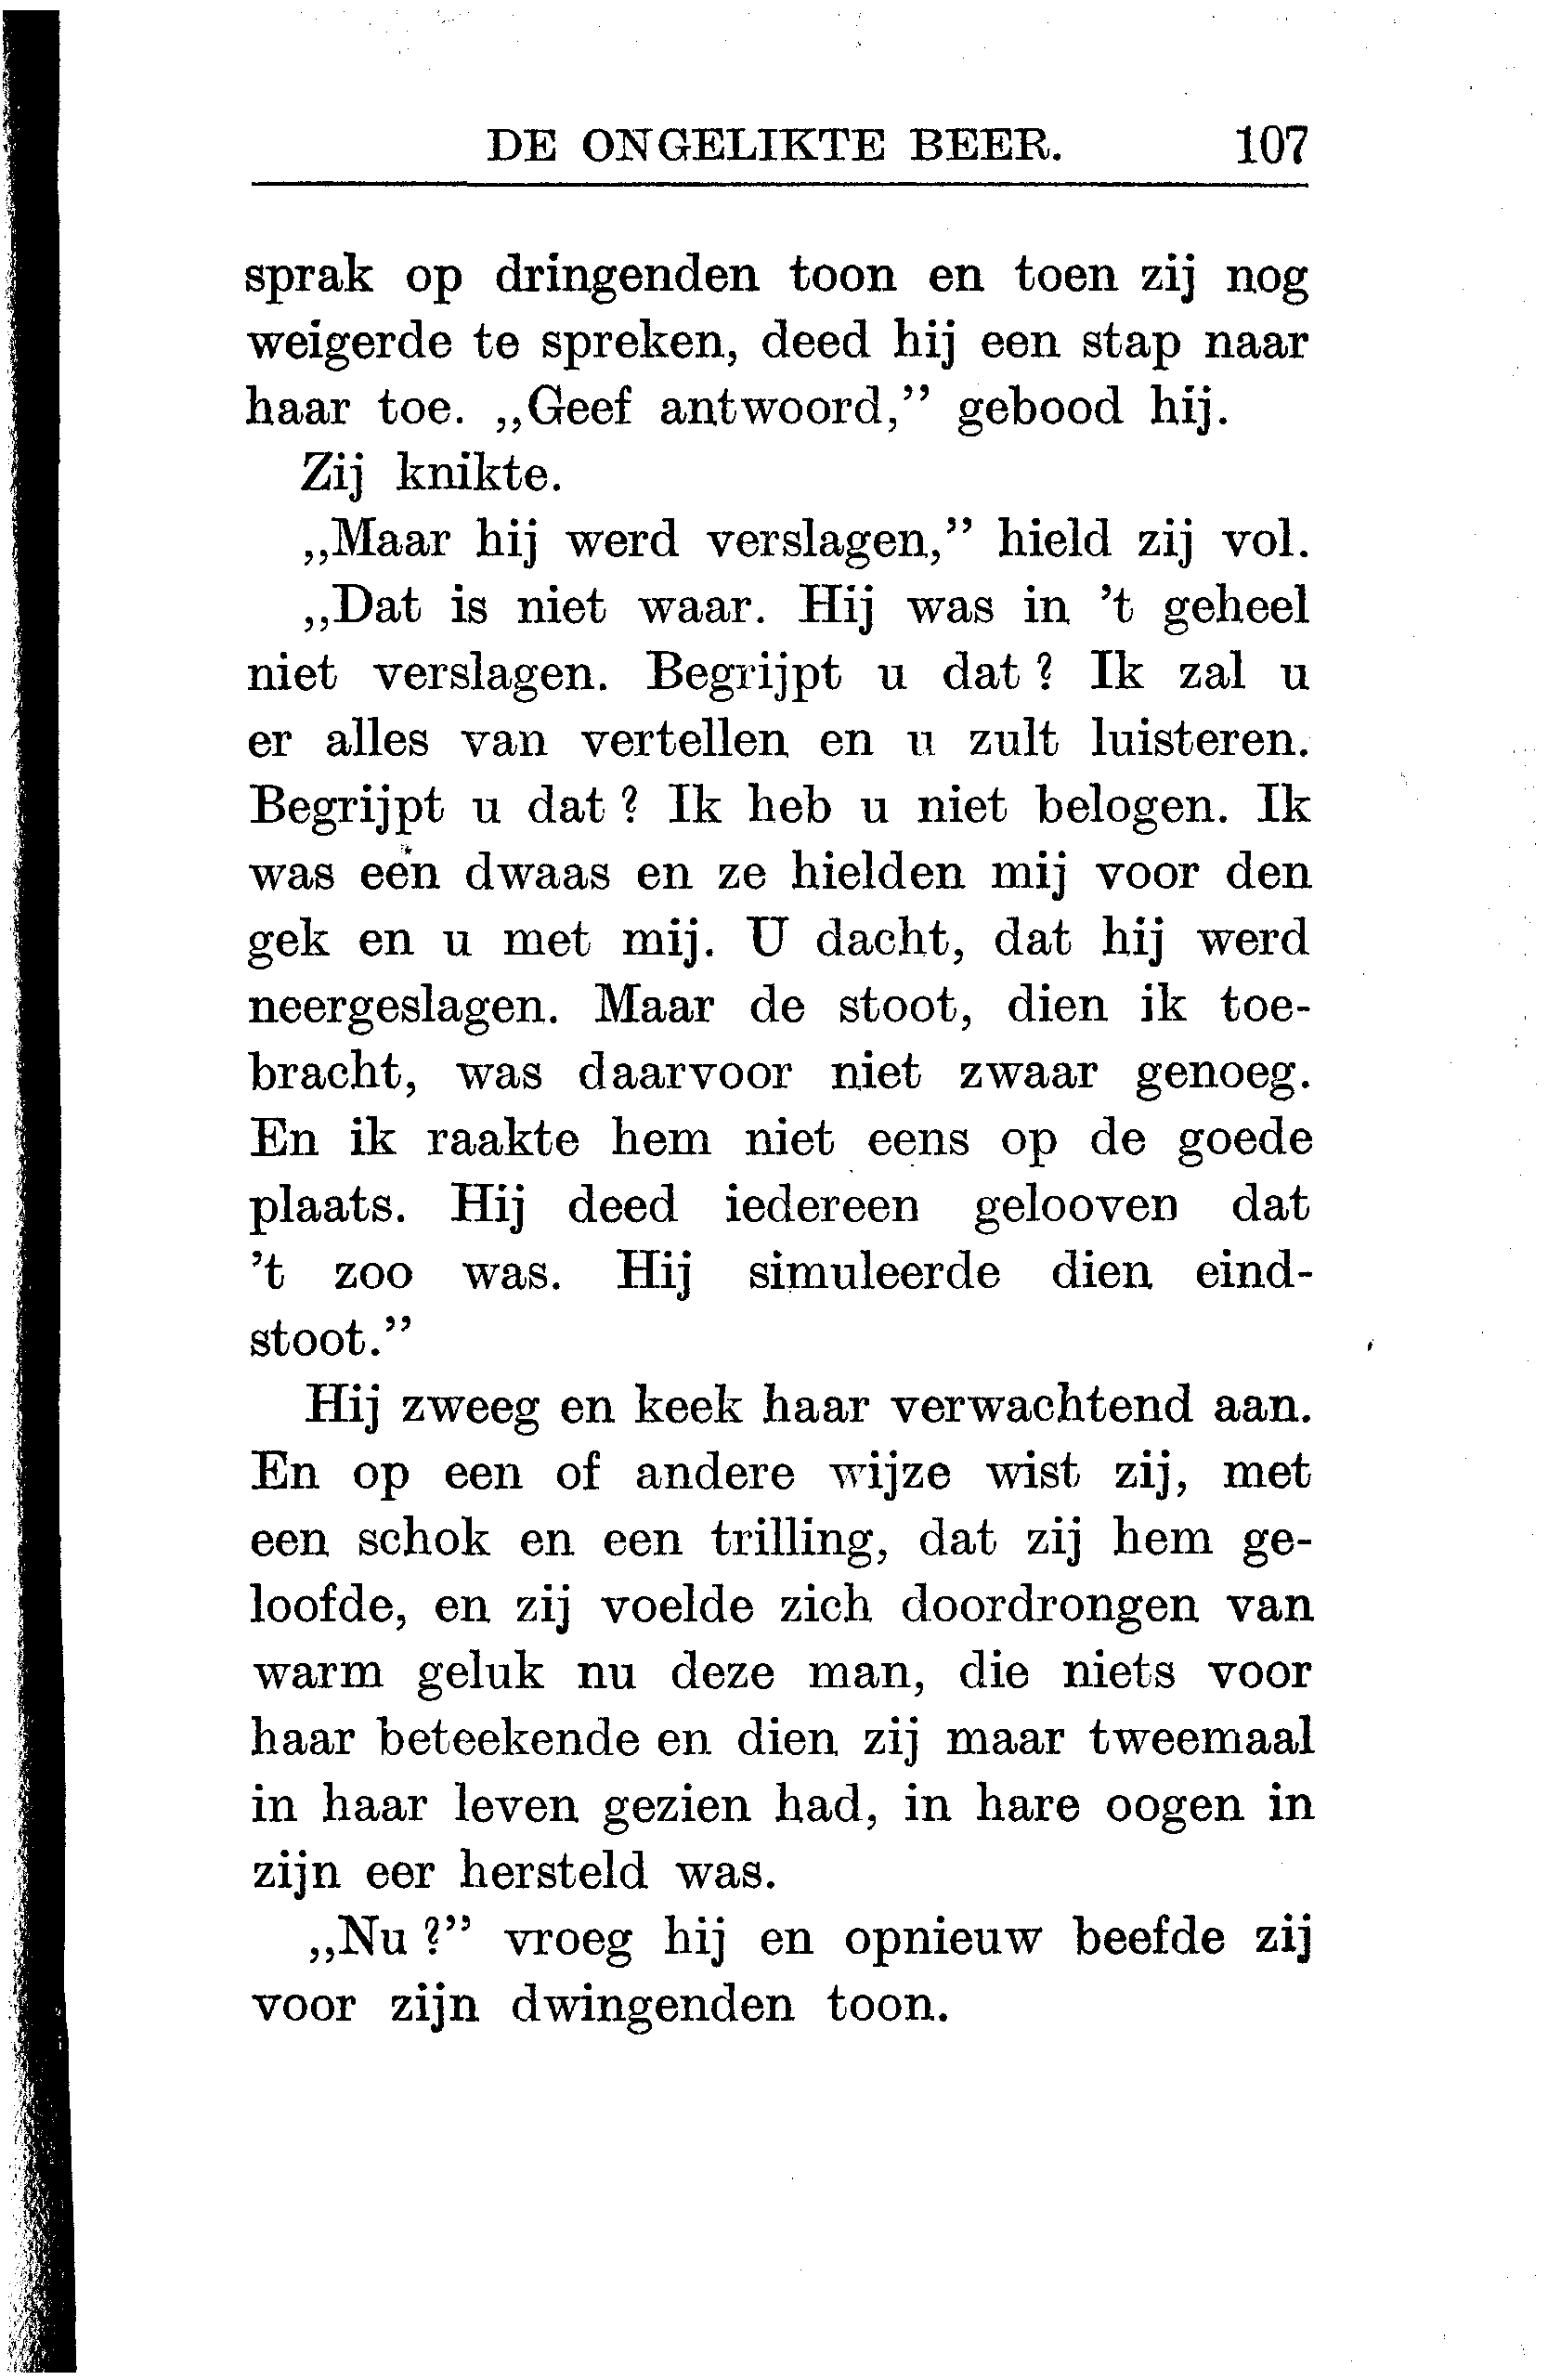 DE ONGELIKTE BEER. 107
sprak op dringenden toon en toen zij nog
weigerde te spreken, deed hij een stap naar
haar toe. „Geef antwoord,” gebood hij.
Zij knikte.
„Maar hij werd verslagen,” hield zij vol.
„Dat is niet waar. Hij was in ’t geheel
niet verslagen. Begrijpt u dat ? Ik zal u
er alles van vertellen en u zult luisteren.
Begrijpt u dat ? Ik heb u niet belogen. Ik
was een dwaas en ze hielden mij voor den
gek en u met mij. U dacht, dat hij werd
neergeslagen. Maar de stoot, dien ik toe-
bracht, was daarvoor niet zwaar genoeg.
En ik raakte hem niet eens op de goede
plaats. Hij deed iedereen gelooven dat
’t zoo was. Hij simuleerde dien eind-
stoot.”
Hij zweeg en keek haar verwachtend aan.
En op een of andere wijze wist zij, met
een schok en een trilling, dat zij hem ge-
loofde, en zij voelde zich doordrongen van
warm geluk nu deze man, die niets voor
haar beteekende en dien zij maar tweemaal
in haar leven gezien had, in hare oogen in
zijn eer hersteld was.
„Nu ?” vroeg hij en opnieuw beefde zij
voor zijn dwingenden toon.